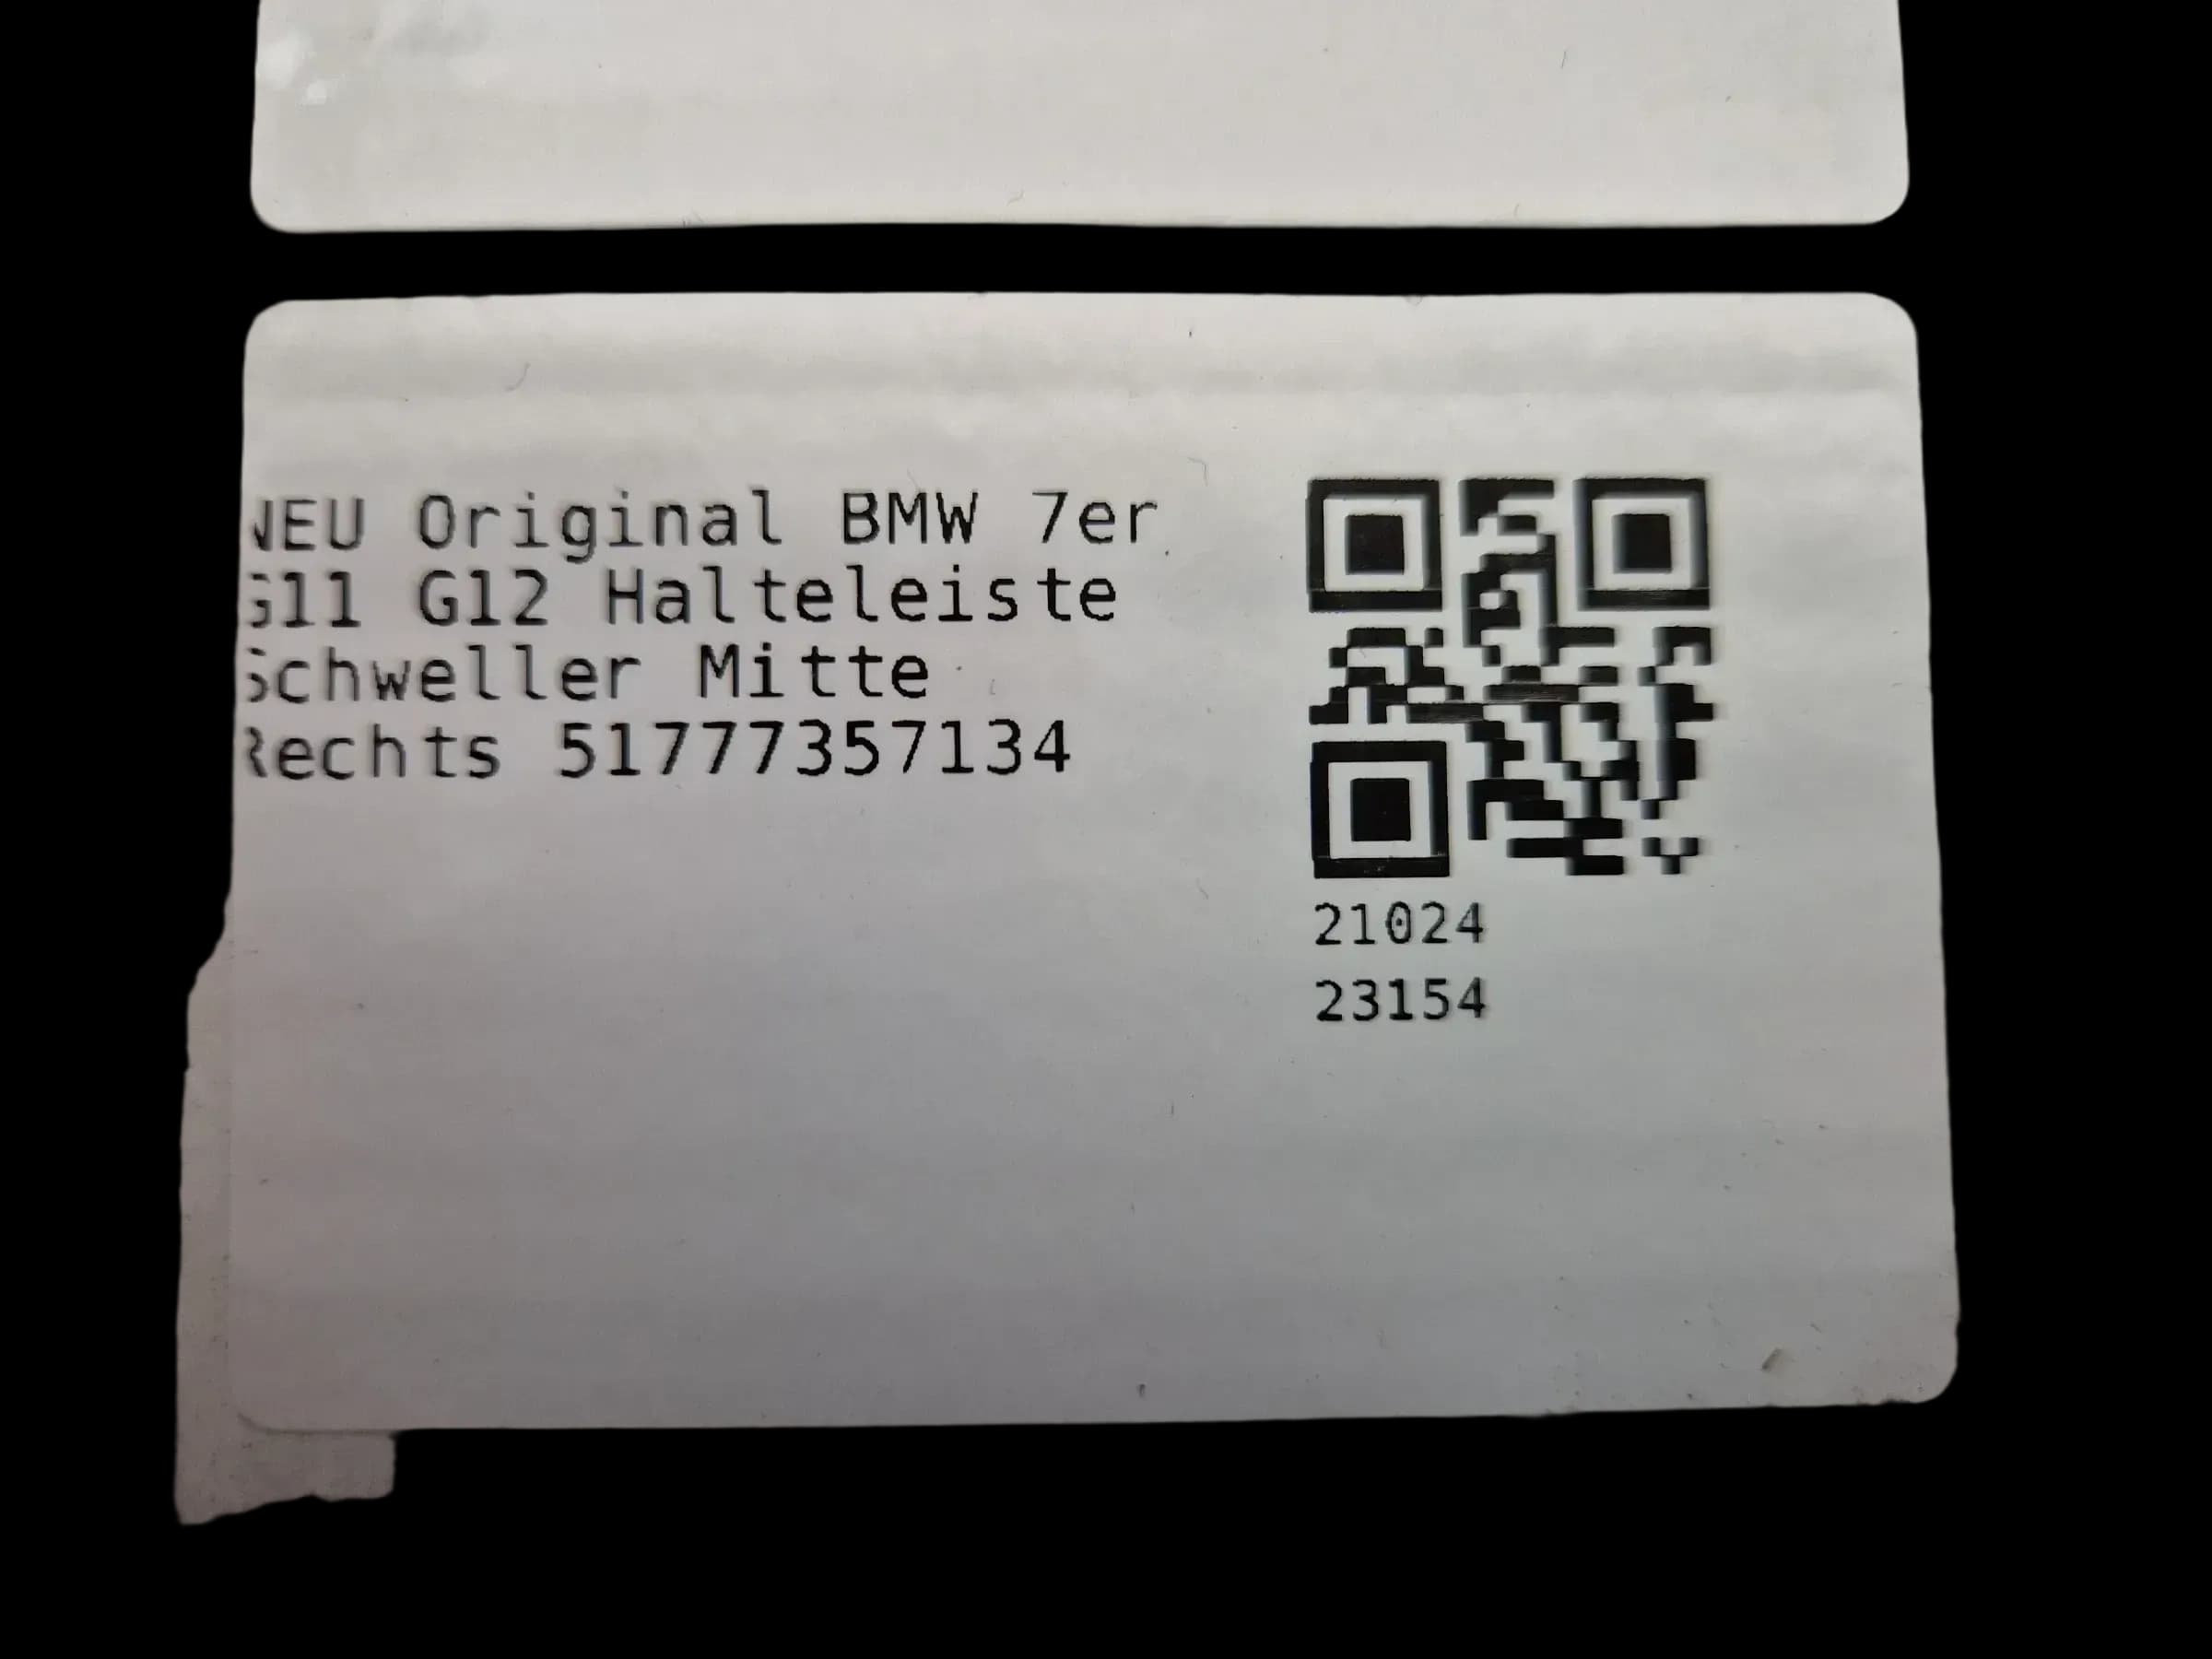 NEU Original BMW 7er
G11 G12 Halteleiste
Schweller Mitte
Rechts 51777357134
21024
23154